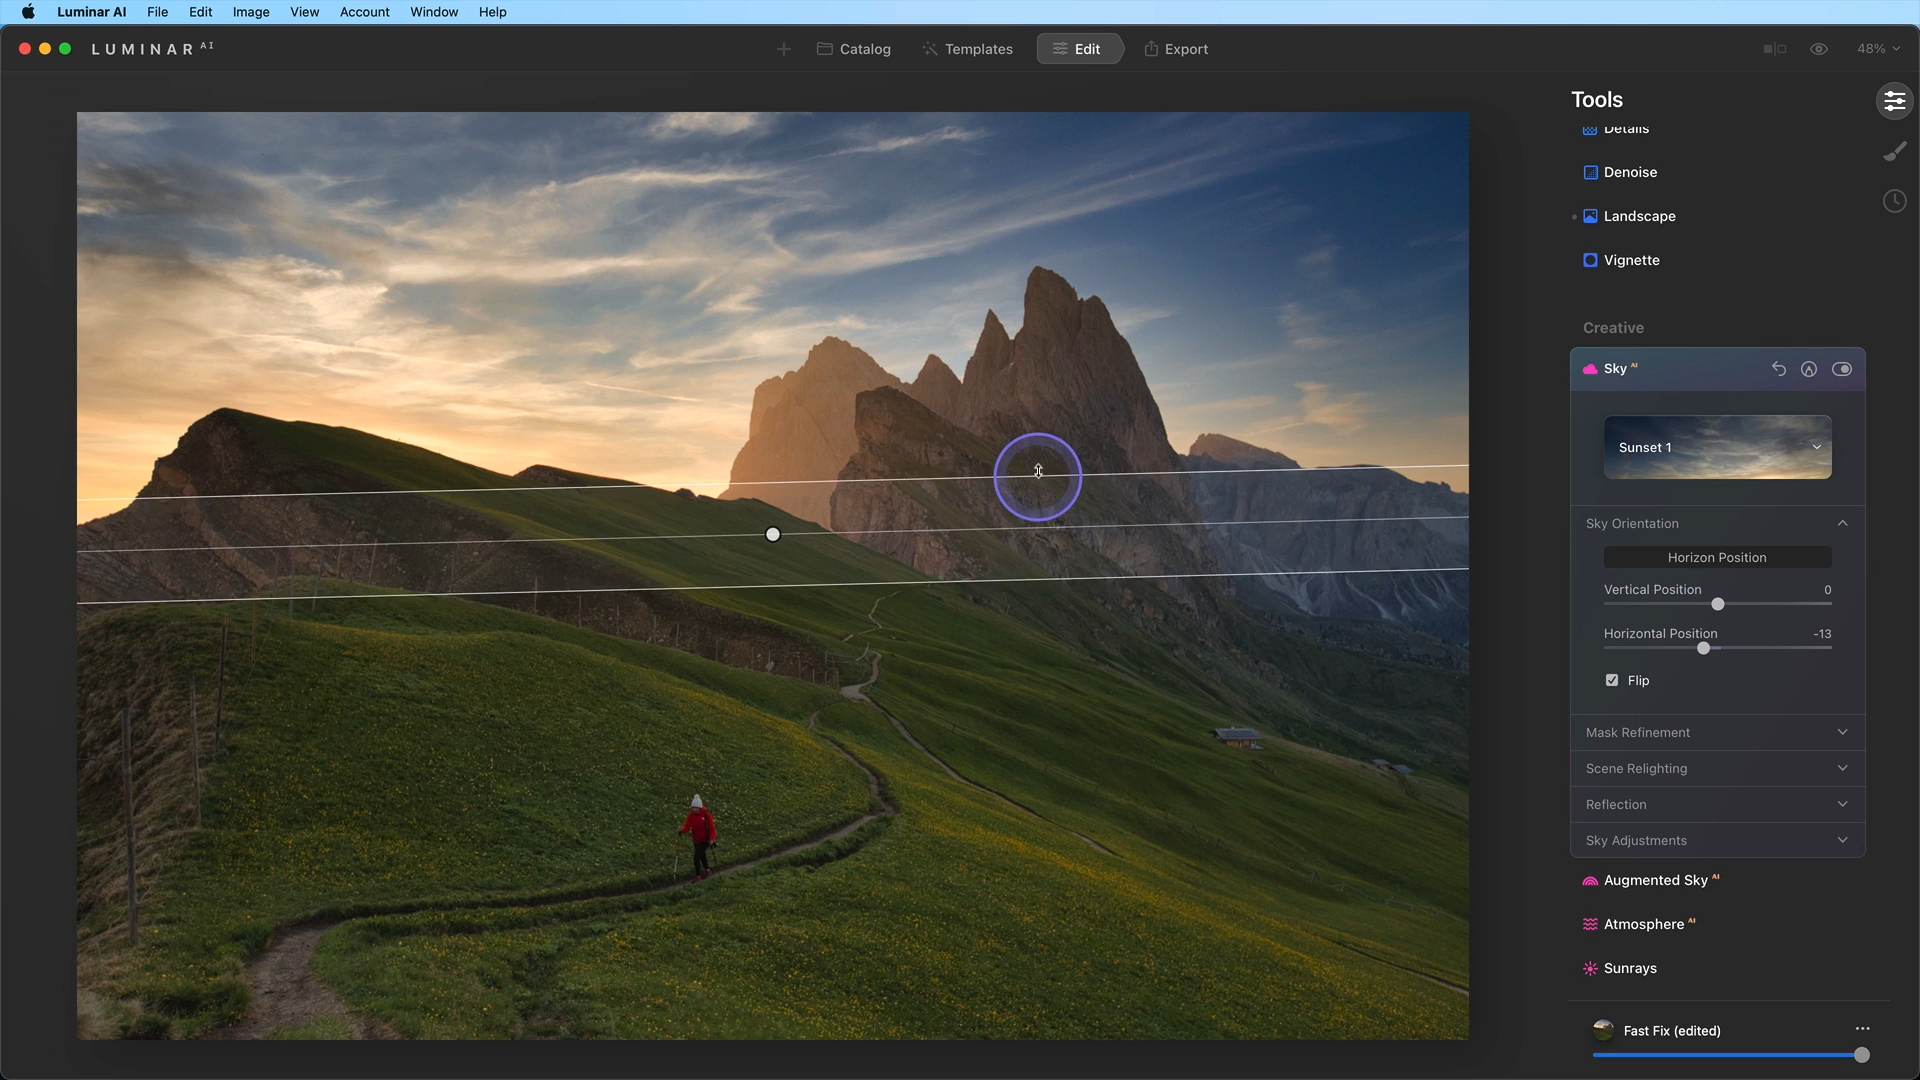 Luminar AI File Edit Image View Account Window Help
LUMINAR AI
Catalog Templates Edit Export
48%
Tools
Details
Denoise
Landscape
Vignette
Creative
Sky AI
Sunset 1
Sky Orientation
Horizon Position
Vertical Position 0
Horizontal Position -13
Flip
Mask Refinement
Scene Relighting
Reflection
Sky Adjustments
Augmented Sky AI
Atmosphere AI
Sunrays
Fast Fix (edited)